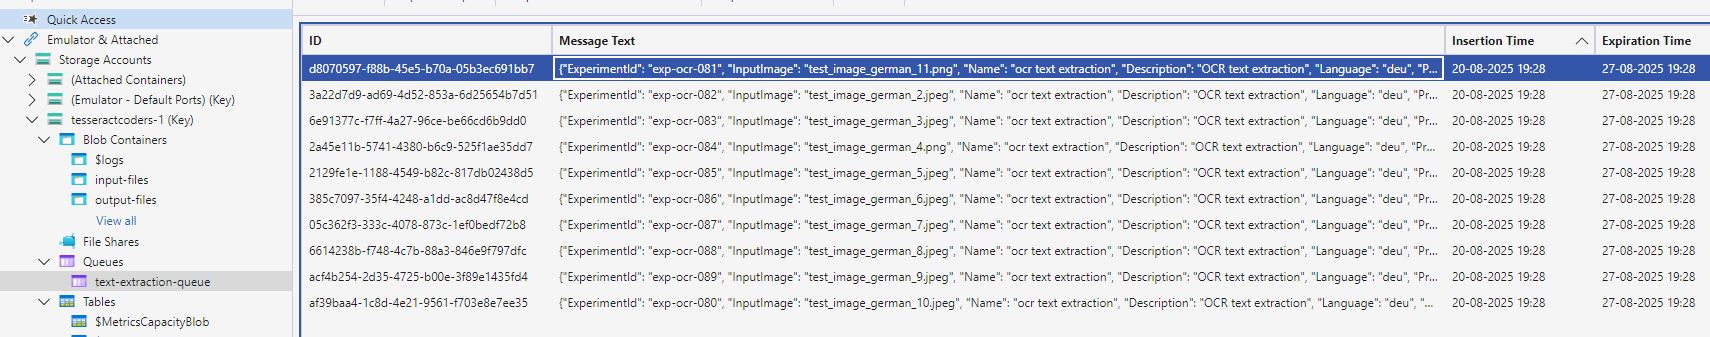 Quick Access
Emulator & Attached
Storage Accounts
(Attached Containers)
(Emulator - Default Ports) (Key)
tesseractcoders-1 (Key)
Blob Containers
$logs
input-files
output-files
View all
File Shares
Queues
text-extraction-queue
Tables
$MetricsCapacityBlob
ID Message Text Insertion Time Expiration Time
d8070597-f88b-45e5-b70a-05b3ec691bb7 {"ExperimentId": "exp-ocr-081", "InputImage": "test_image_german_11.png", "Name": "ocr text extraction", "Description": "OCR text extraction", "Language": "deu", "P... 20-08-2025 19:28 27-08-2025 19:28
3a22d7d9-ad69-4d52-853a-6d25654b7d51 {"ExperimentId": "exp-ocr-082", "InputImage": "test_image_german_2.jpeg", "Name": "ocr text extraction", "Description": "OCR text extraction", "Language": "deu", "Pr... 20-08-2025 19:28 27-08-2025 19:28
6e91377c-f7ff-4a27-96ce-be66cd6b9dd0 {"ExperimentId": "exp-ocr-083", "InputImage": "test_image_german_3.jpeg", "Name": "ocr text extraction", "Description": "OCR text extraction", "Language": "deu", "Pr... 20-08-2025 19:28 27-08-2025 19:28
2a45e11b-5741-4380-b6c9-525f1ae35dd7 {"ExperimentId": "exp-ocr-084", "InputImage": "test_image_german_4.png", "Name": "ocr text extraction", "Description": "OCR text extraction", "Language": "deu", "Pr... 20-08-2025 19:28 27-08-2025 19:28
2129fe1e-1188-4549-b82c-817db02438d5 {"ExperimentId": "exp-ocr-085", "InputImage": "test_image_german_5.jpeg", "Name": "ocr text extraction", "Description": "OCR text extraction", "Language": "deu", "Pr... 20-08-2025 19:28 27-08-2025 19:28
385c7097-35f4-4248-a1dd-ac8d47f8e4cd {"ExperimentId": "exp-ocr-086", "InputImage": "test_image_german_6.jpeg", "Name": "ocr text extraction", "Description": "OCR text extraction", "Language": "deu", "Pr... 20-08-2025 19:28 27-08-2025 19:28
05c362f3-333c-4078-873c-1ef0bedf72b8 {"ExperimentId": "exp-ocr-087", "InputImage": "test_image_german_7.jpeg", "Name": "ocr text extraction", "Description": "OCR text extraction", "Language": "deu", "Pr... 20-08-2025 19:28 27-08-2025 19:28
6614238b-f748-4c7b-88a3-846e9f797dfc {"ExperimentId": "exp-ocr-088", "InputImage": "test_image_german_8.jpeg", "Name": "ocr text extraction", "Description": "OCR text extraction", "Language": "deu", "Pr... 20-08-2025 19:28 27-08-2025 19:28
acf4b254-2d35-4725-b00e-3f89e1435fd4 {"ExperimentId": "exp-ocr-089", "InputImage": "test_image_german_9.jpeg", "Name": "ocr text extraction", "Description": "OCR text extraction", "Language": "deu", "Pr... 20-08-2025 19:28 27-08-2025 19:28
af39baa4-1c8d-4e21-9561-f703e8e7ee35 {"ExperimentId": "exp-ocr-080", "InputImage": "test_image_german_10.jpeg", "Name": "ocr text extraction", "Description": "OCR text extraction", "Language": "deu", "... 20-08-2025 19:28 27-08-2025 19:28